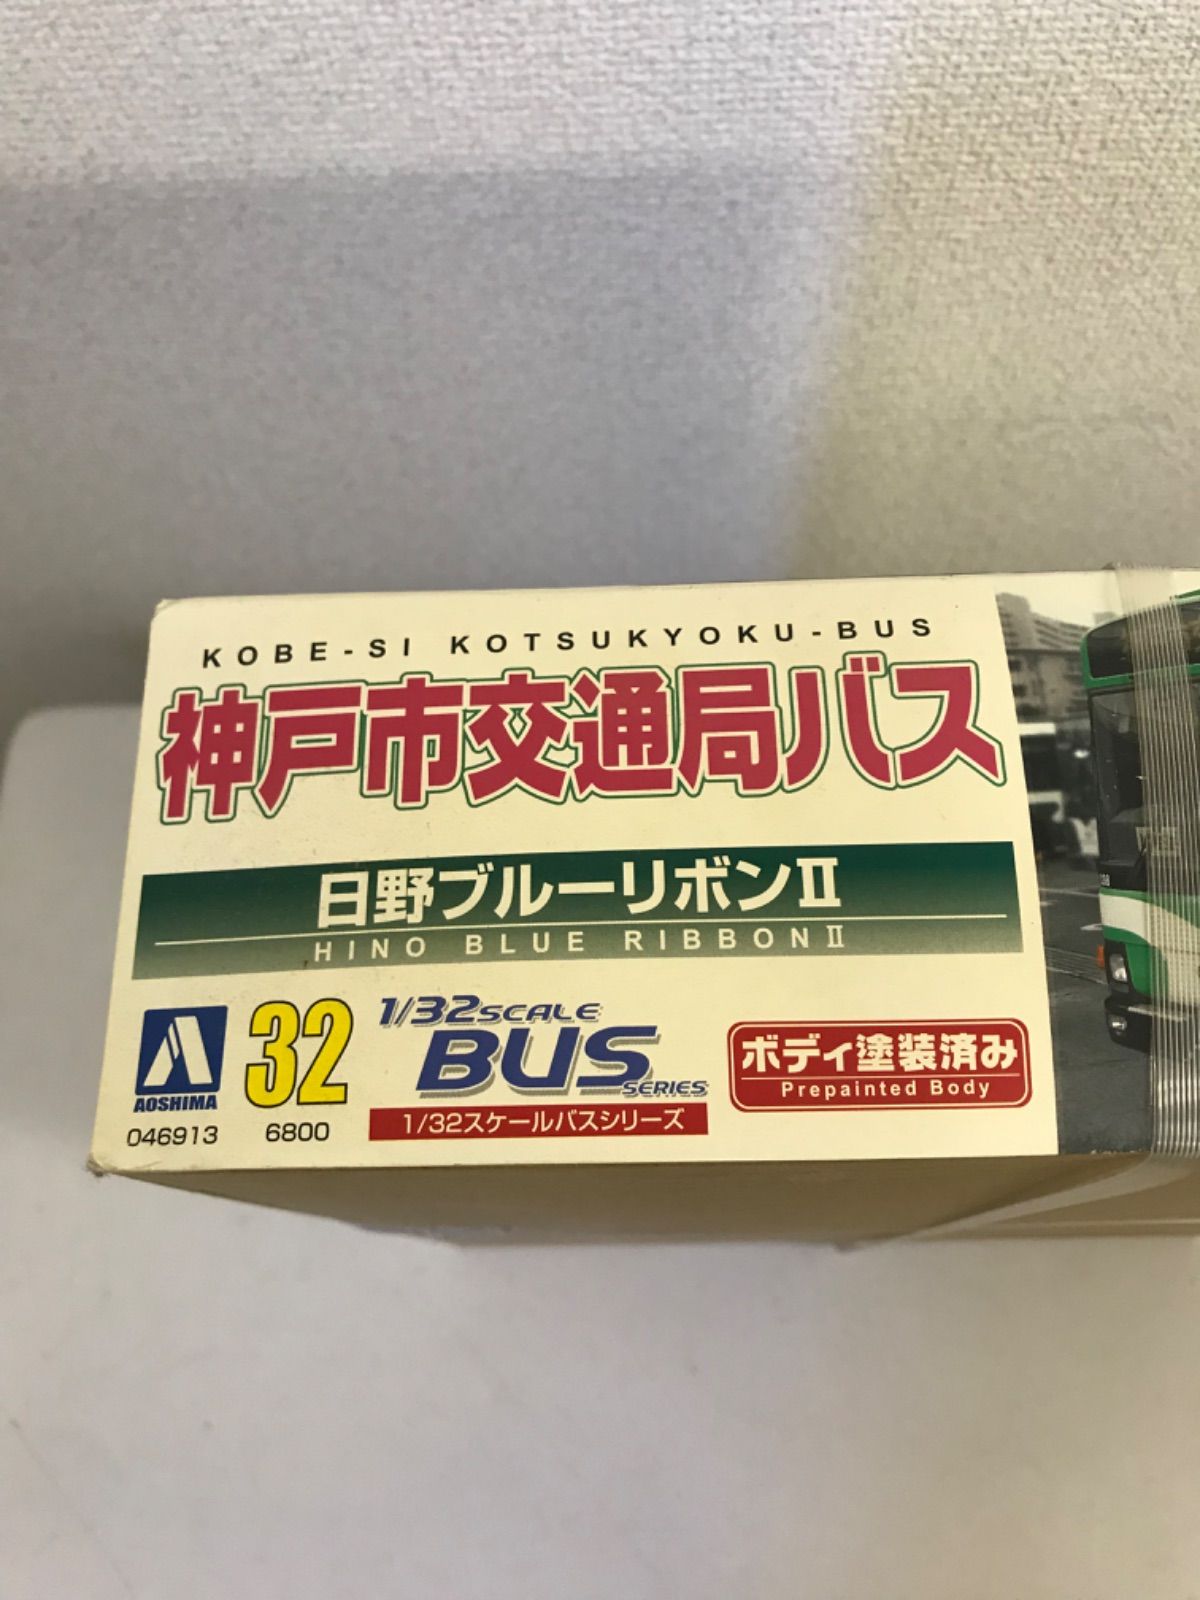 KOBE-SI KOTSUKYOKU-BUS
神戸市交通局バス
日野ブルーリボンⅡ
HINO BLUE RIBBONⅡ
AOSHIMA
046913
32
6800
1/32SCALE
BUS
SERIES
1/32スケールバスシリーズ
ボディ塗装済み
Prepainted Body